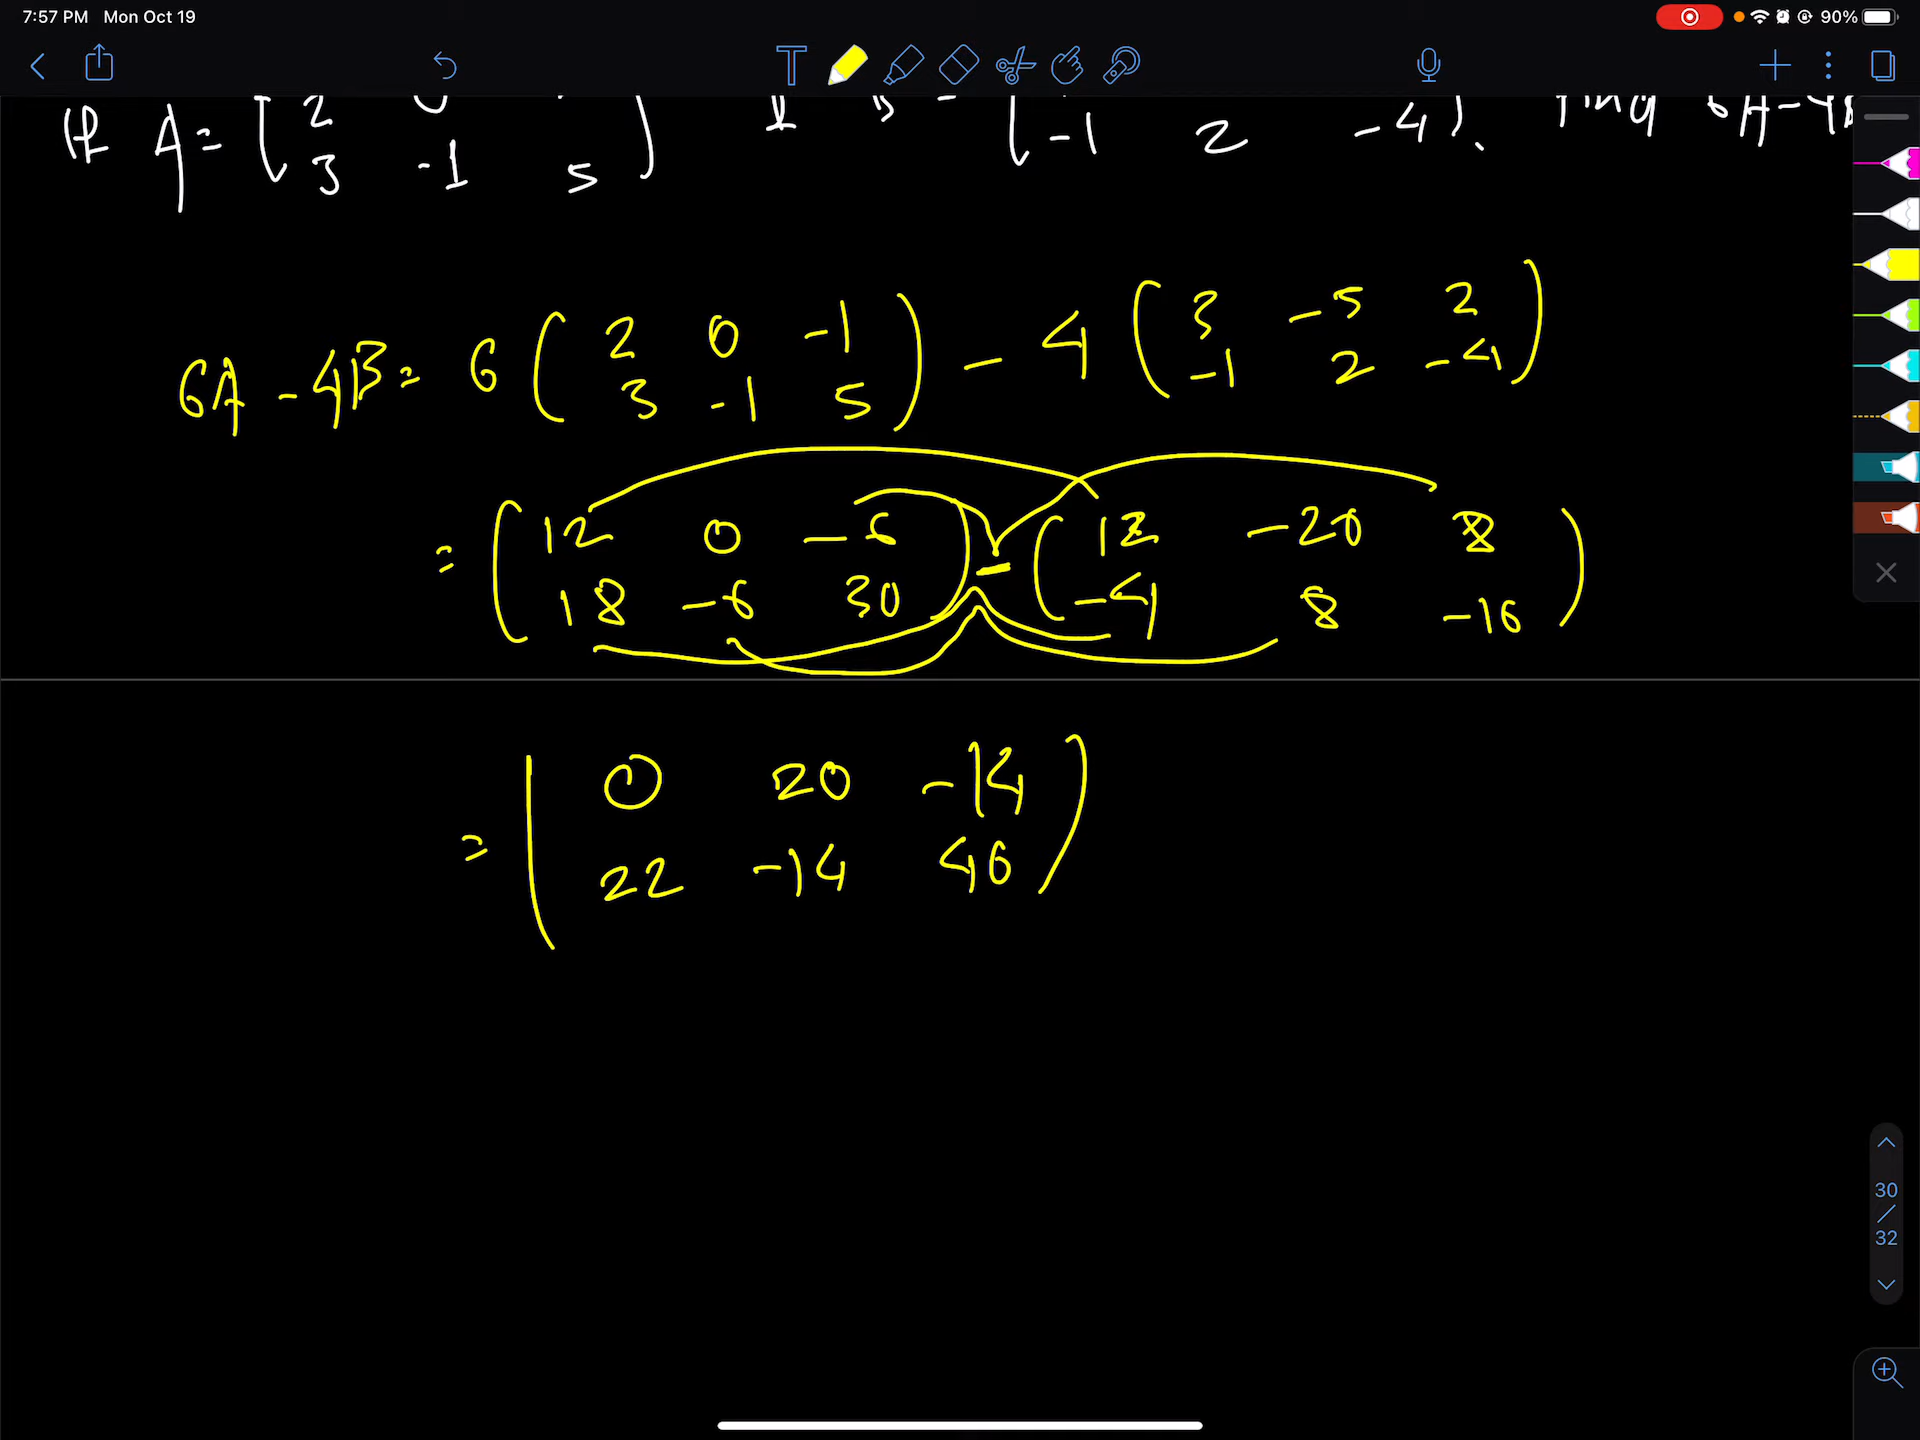 7:57 PM Mon Oct 19 90%
If A = [ 2 0
3 -1 5 ] & B = [ -1 2 -4 ]. find 6A-4B
6A - 4B = 6 ( 2 0 -1 ) - 4 ( 3 -5 2 )
3 -1 5 -1 2 -4
= ( 12 0 -6 ) - ( 12 -20 8 )
18 -6 30 -4 8 -16
= ( 0 20 -14 )
22 -14 46
30
/
32